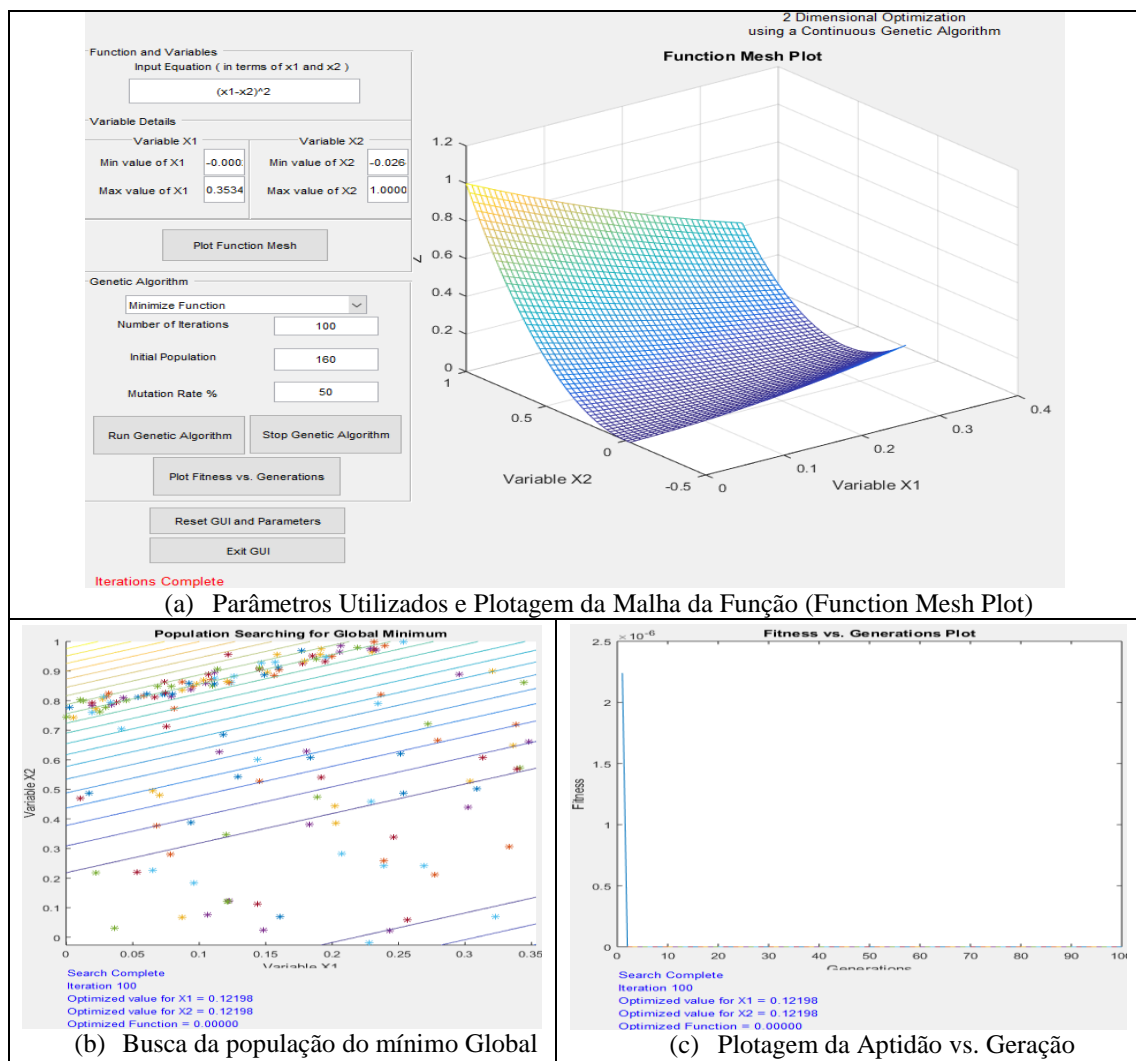 2 Dimensional Optimization
using a Continuous Genetic Algorithm
Function and Variables
Input Equation ( in terms of x1 and x2 )
(x1-x2)^2
Variable Details
Variable X1
Variable X2
Min value of X1
-0.000
Min value of X2
-0.026
Max value of X1
0.3534
Max value of X2
1.0000
Plot Function Mesh
Genetic Algorithm
Minimize Function
Number of Iterations
100
Initial Population
160
Mutation Rate %
50
Run Genetic Algorithm
Stop Genetic Algorithm
Plot Fitness vs. Generations
Reset GUI and Parameters
Exit GUI
Iterations Complete
Function Mesh Plot
1.2
1
0.8
0.6
0.4
0.2
0
1
0.5
0
-0.5
Variable X2
0
0.1
0.2
0.3
0.4
Variable X1
(a) Parâmetros Utilizados e Plotagem da Malha da Função (Function Mesh Plot)
Population Searching for Global Minimum
1
0.9
0.8
0.7
0.6
0.5
0.4
0.3
0.2
0.1
0
Variable X2
0 0.05 0.1 0.15 0.2 0.25 0.3 0.35
Variable X1
Search Complete
Iteration 100
Optimized value for X1 = 0.12198
Optimized value for X2 = 0.12198
Optimized Function = 0.00000
(b) Busca da população do mínimo Global
Fitness vs. Generations Plot
× 10-6
2.5
2
1.5
1
0.5
0
Fitness
0 10 20 30 40 50 60 70 80 90 100
Generations
Search Complete
Iteration 100
Optimized value for X1 = 0.12198
Optimized value for X2 = 0.12198
Optimized Function = 0.00000
(c) Plotagem da Aptidão vs. Geração